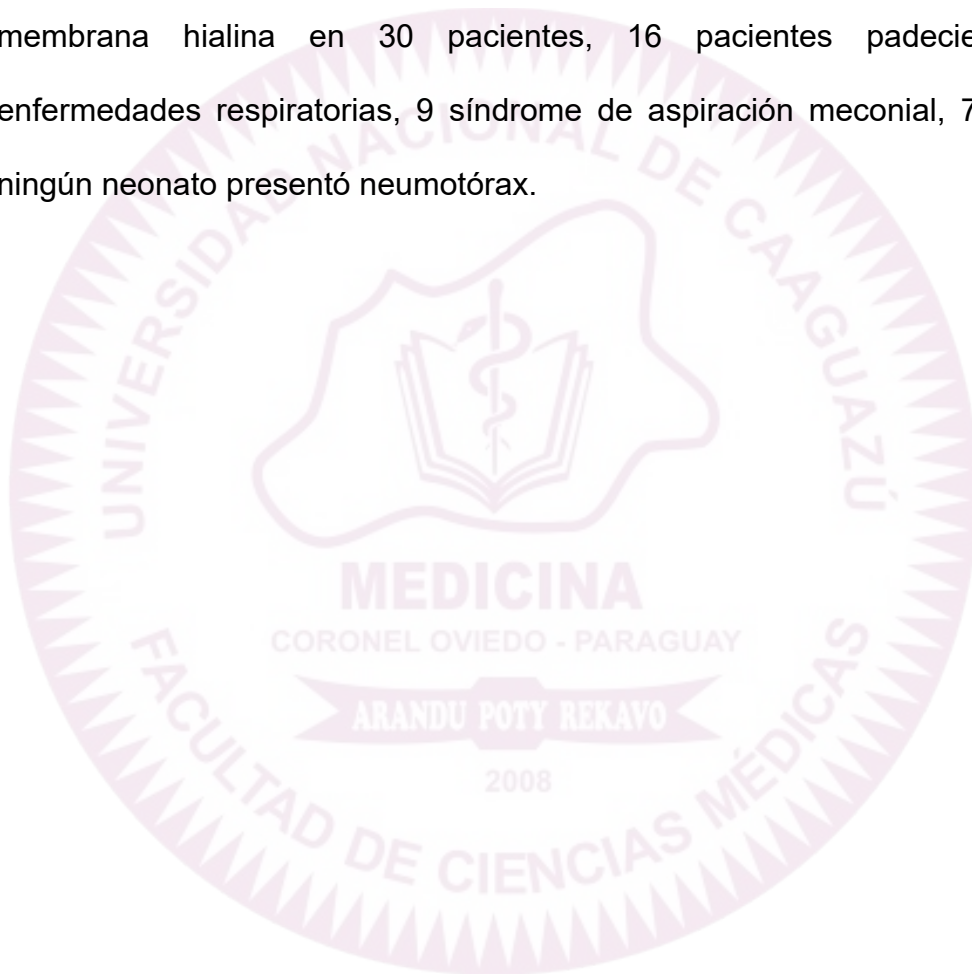 membrana hialina en 30 pacientes, 16 pacientes padecie
enfermedades respiratorias, 9 síndrome de aspiración meconial, 7
ningún neonato presentó neumotórax.
UNIVERSIDAD NACIONAL DE CAAGUAZÚ
MEDICINA
CORONEL OVIEDO - PARAGUAY
ARANDU POTY REKAVO
2008
FACULTAD DE CIENCIAS MÉDICAS